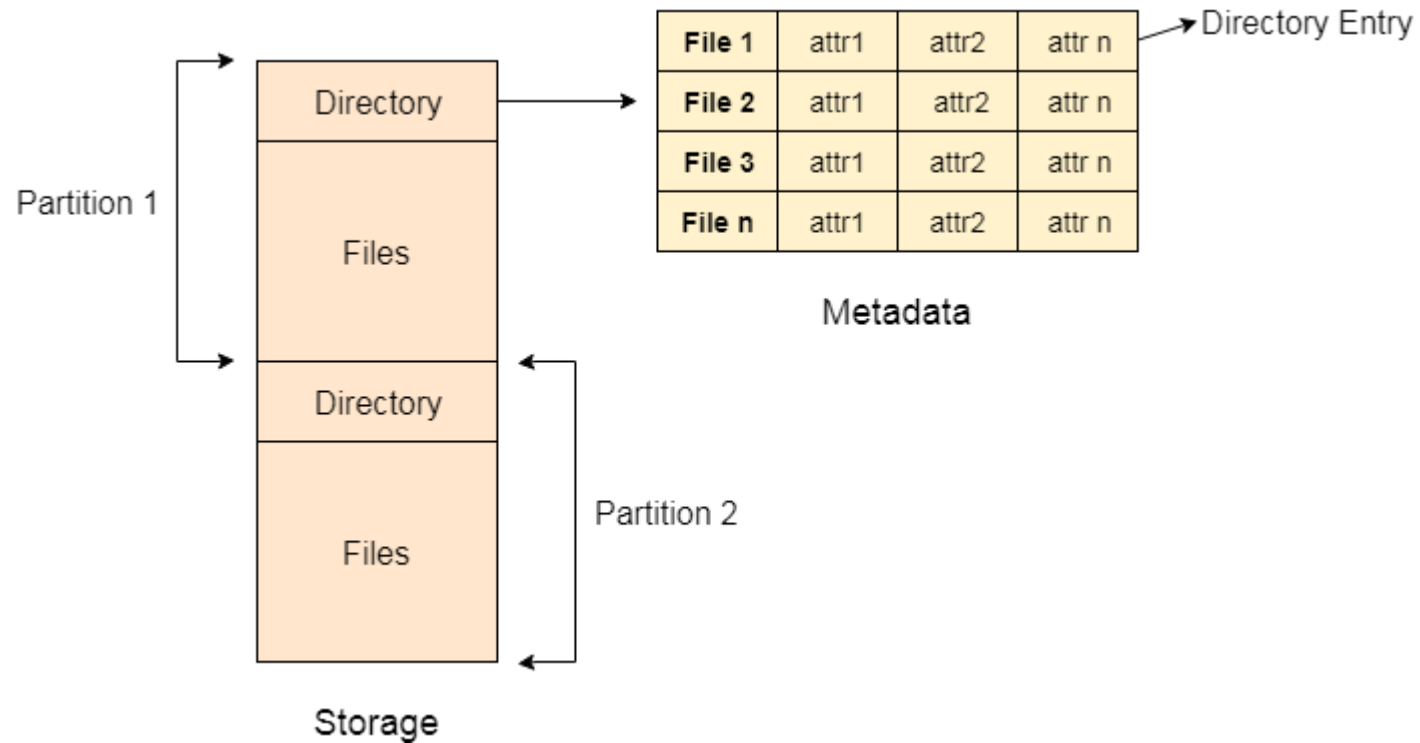 File 1 attr1 attr2 attr n
Directory Entry
Directory
File 2 attr1 attr2 attr n
File 3 attr1 attr2 attr n
Partition 1
File n attr1 attr2 attr n
Files
Metadata
Directory
Partition 2
Files
Storage